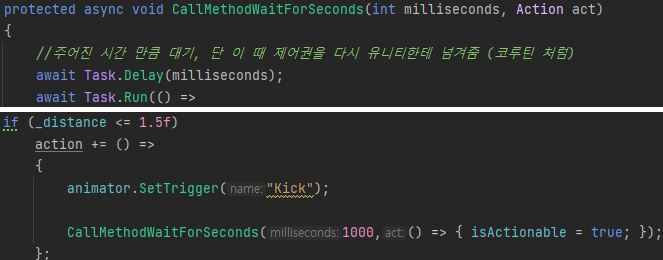 protected async void CallMethodWaitForSeconds(int milliseconds, Action act)
{
//주어진 시간 만큼 대기, 단 이 때 제어권을 다시 유니티한테 넘겨줌 (코루틴 처럼)
await Task.Delay(milliseconds);
await Task.Run(() =>
if (_distance <= 1.5f)
action += () =>
{
animator.SetTrigger(name:"Kick");
CallMethodWaitForSeconds(milliseconds:1000,act:() => { isActionable = true; });
};